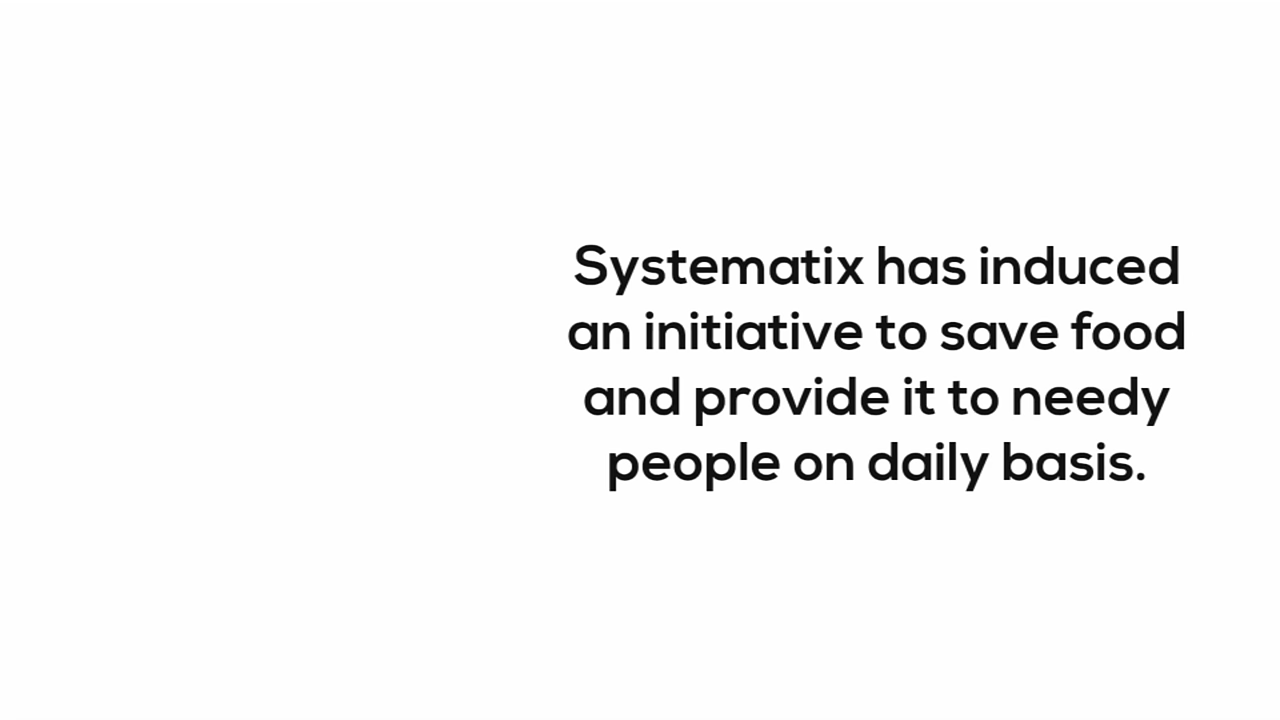 Systematix has induced
an initiative to save food
and provide it to needy
people on daily basis.